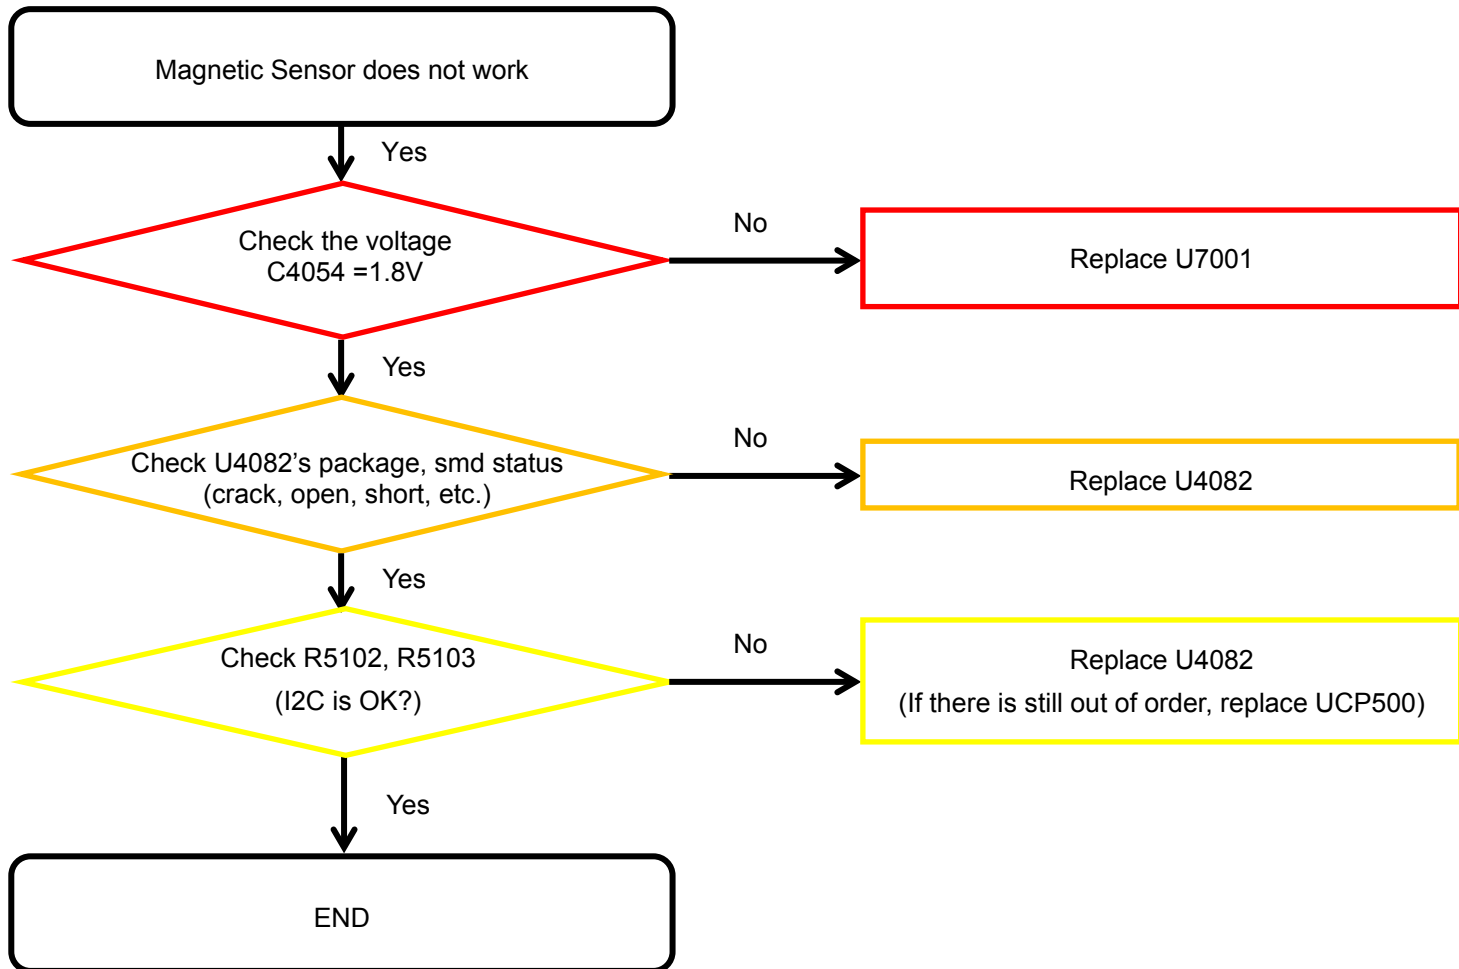 Magnetic Sensor does not work
Yes
Check the voltage
C4054 =1.8V
No
Replace U7001
Yes
Check U4082’s package, smd status
(crack, open, short, etc.)
No
Replace U4082
Yes
Check R5102, R5103
(I2C is OK?)
No
Replace U4082
(If there is still out of order, replace UCP500)
Yes
END